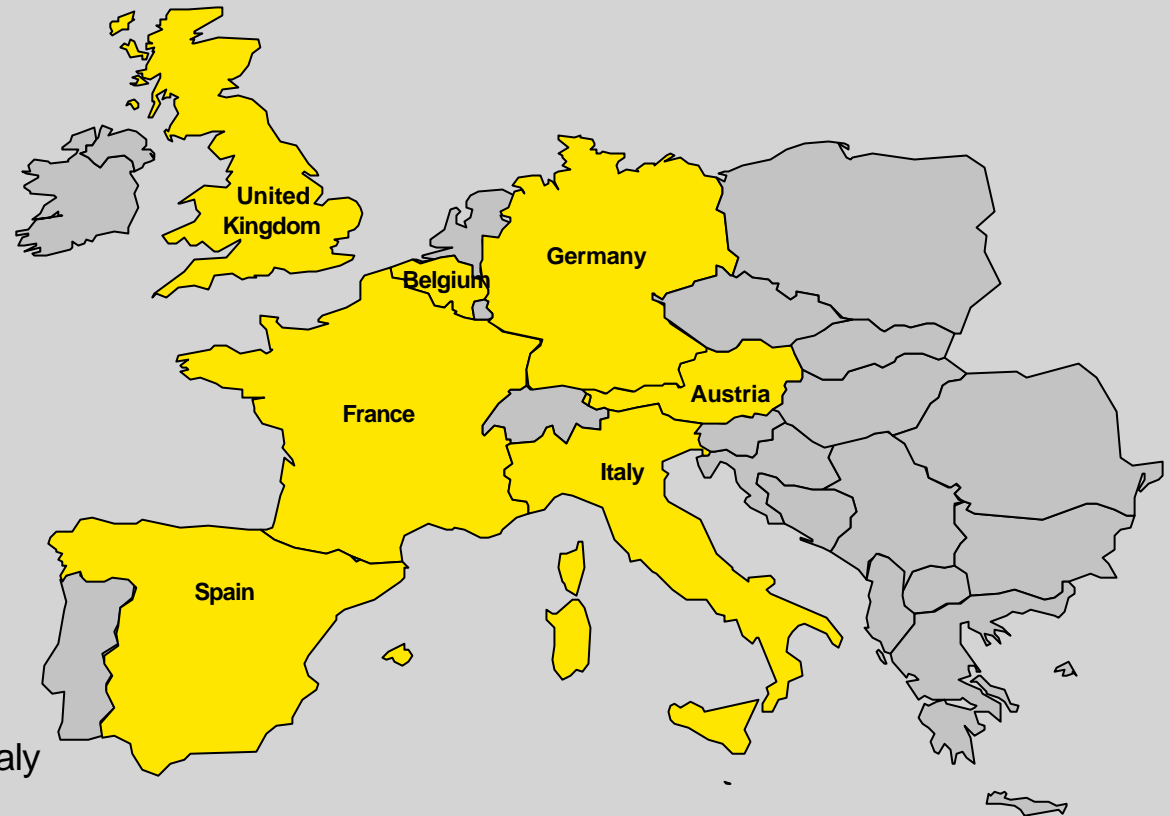 United
Kingdom
Germany
Belgium
Austria
France
Italy
Spain
aly